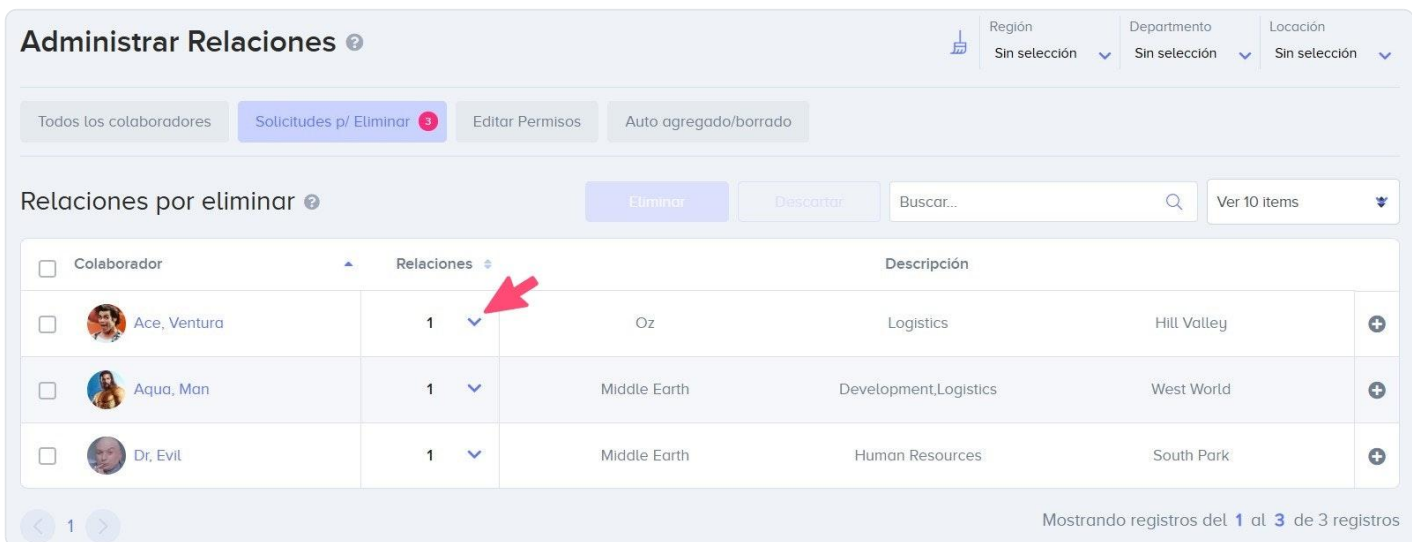 Administrar Relaciones
Región
Departmento
Locación
Sin selección
Sin selección
Sin selección
Todos los colaboradores
Solicitudes p/ Eliminar 3
Editar Permisos
Auto agregado/borrado
Relaciones por eliminar
Eliminar
Descartar
Buscar...
Ver 10 items
Colaborador Relaciones Descripción
Ace, Ventura 1 Oz Logistics Hill Valley
Aqua, Man 1 Middle Earth Development,Logistics West World
Dr, Evil 1 Middle Earth Human Resources South Park
1
Mostrando registros del 1 al 3 de 3 registros